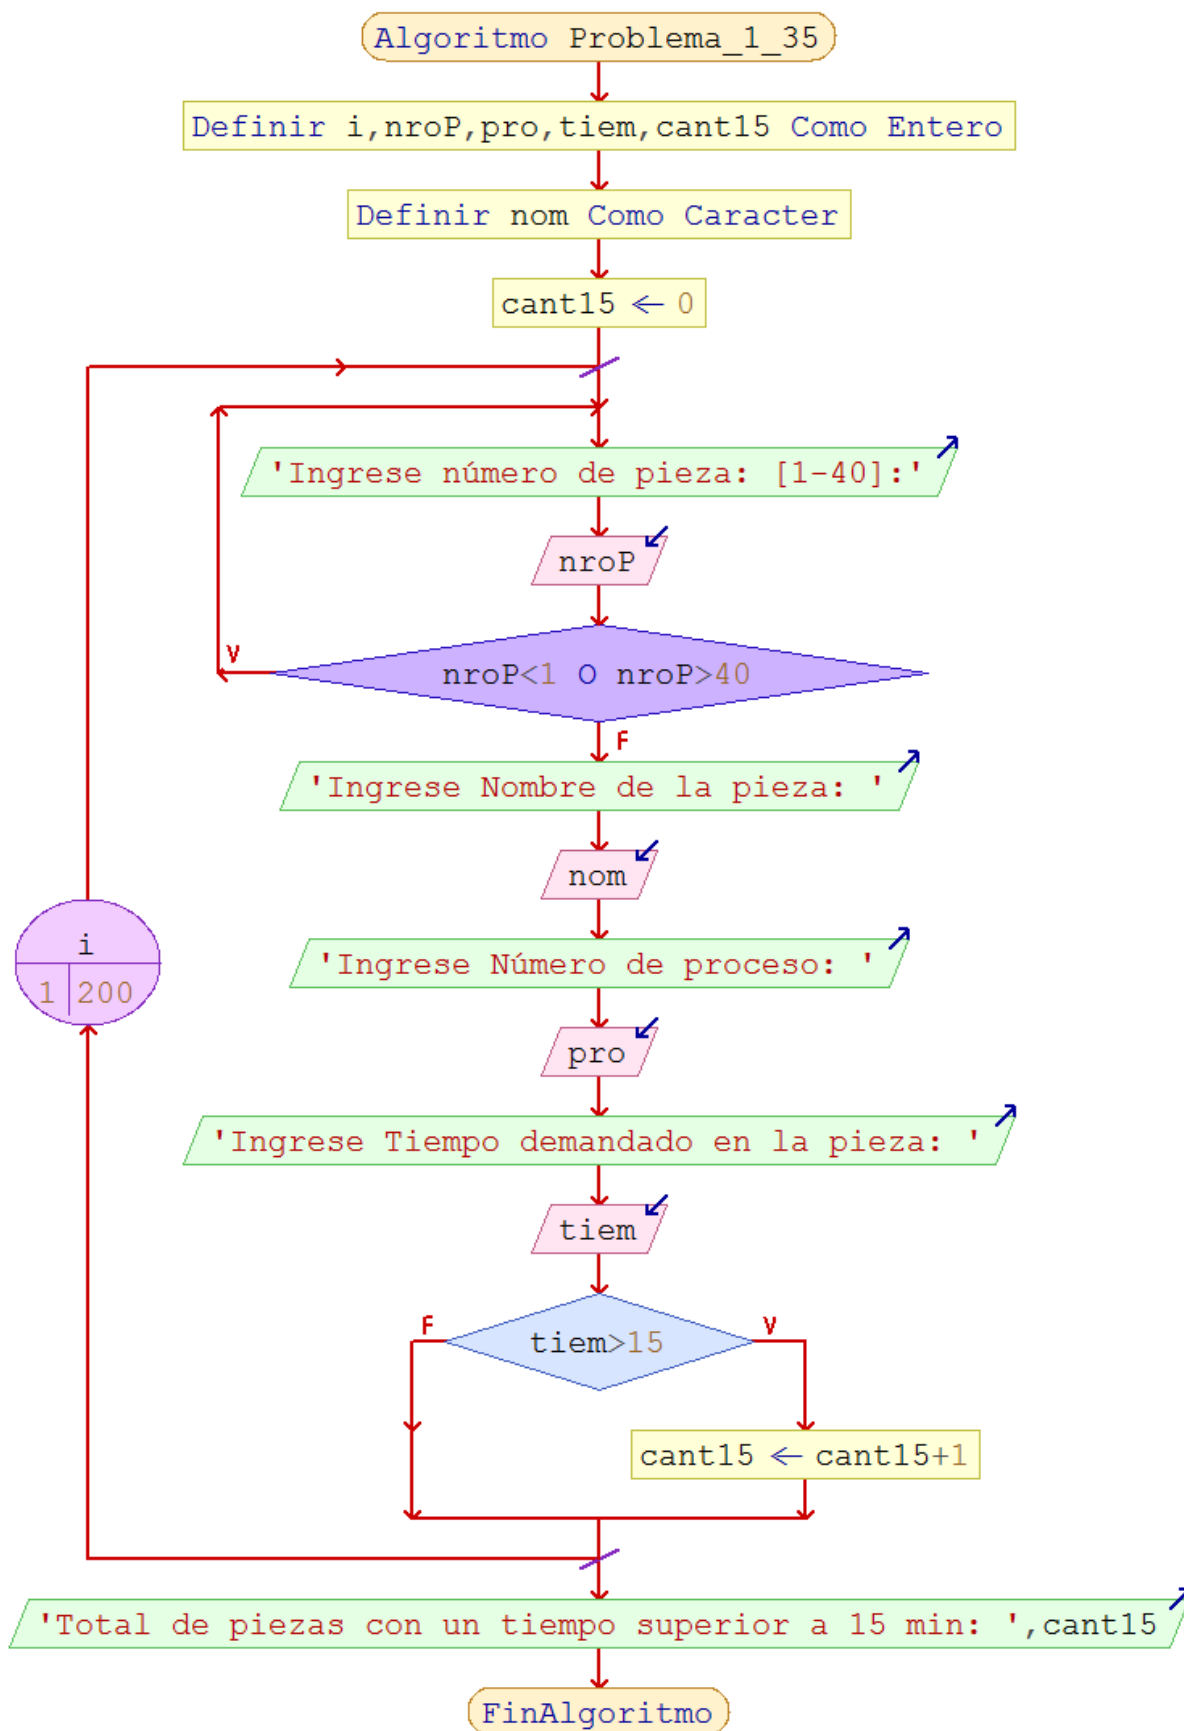 Algoritmo Problema_1_35
Definir i,nroP,pro,tiem,cant15 Como Entero
Definir nom Como Caracter
cant15 ← 0
'Ingrese número de pieza: [1-40]:'
nroP
V
nroP<1 O nroP>40
F
'Ingrese Nombre de la pieza: '
nom
i
1 200
'Ingrese Número de proceso: '
pro
'Ingrese Tiempo demandado en la pieza: '
tiem
F
V
tiem>15
cant15 ← cant15+1
'Total de piezas con un tiempo superior a 15 min: ',cant15
FinAlgoritmo